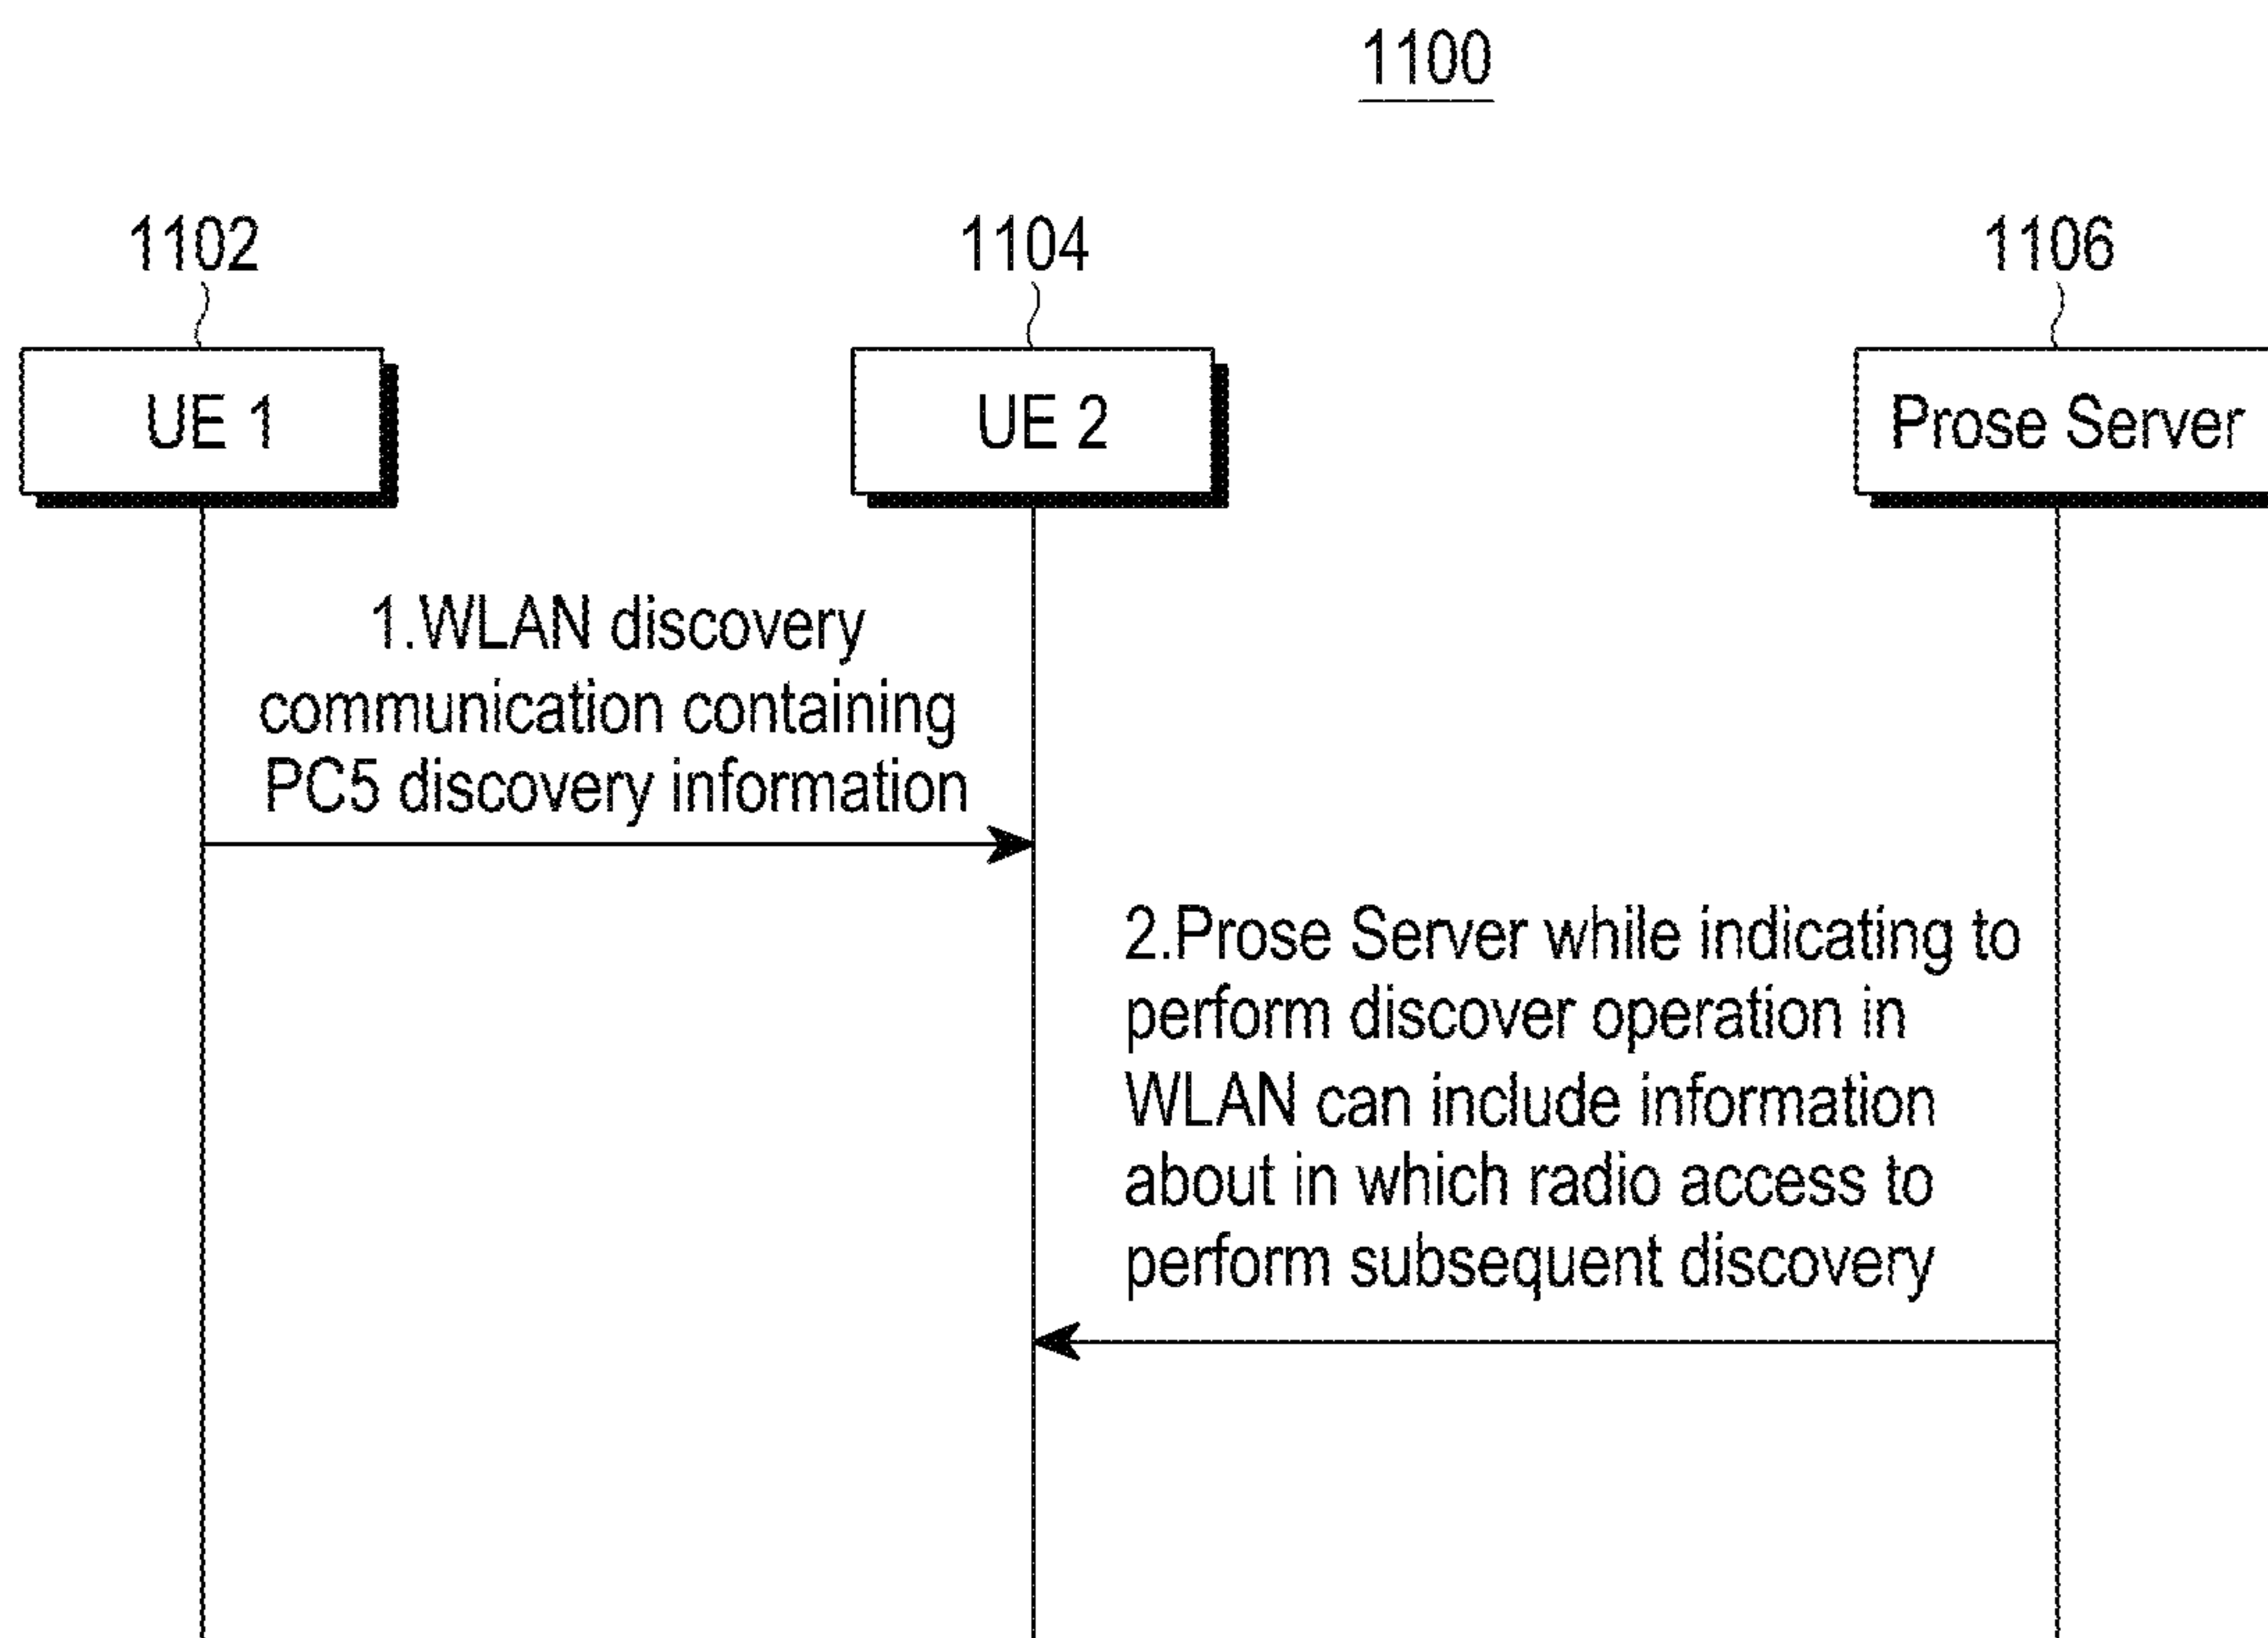 1100
1102
1104
1106
UE 1
UE 2
Prose Server
1.WLAN discovery
communication containing
PC5 discovery information
2.Prose Server while indicating to
perform discover operation in
WLAN can include information
about in which radio access to
perform subsequent discovery